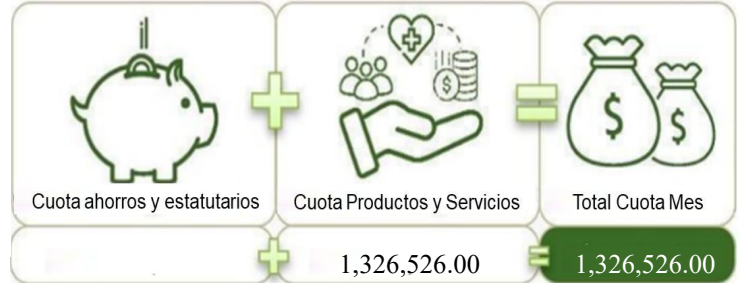 $
$ $
Cuota ahorros y estatutarios Cuota Productos y Servicios Total Cuota Mes
1,326,526.00 1,326,526.00